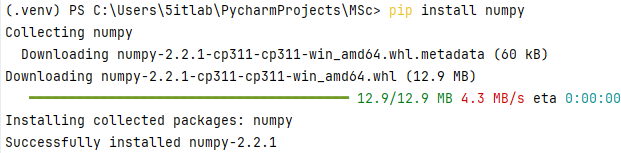 (.venv) PS C:\Users\5itlab\PycharmProjects\MSc> pip install numpy
Collecting numpy
  Downloading numpy-2.2.1-cp311-cp311-win_amd64.whl.metadata (60 kB)
Downloading numpy-2.2.1-cp311-cp311-win_amd64.whl (12.9 MB)
12.9/12.9 MB 4.3 MB/s eta 0:00:00
Installing collected packages: numpy
Successfully installed numpy-2.2.1